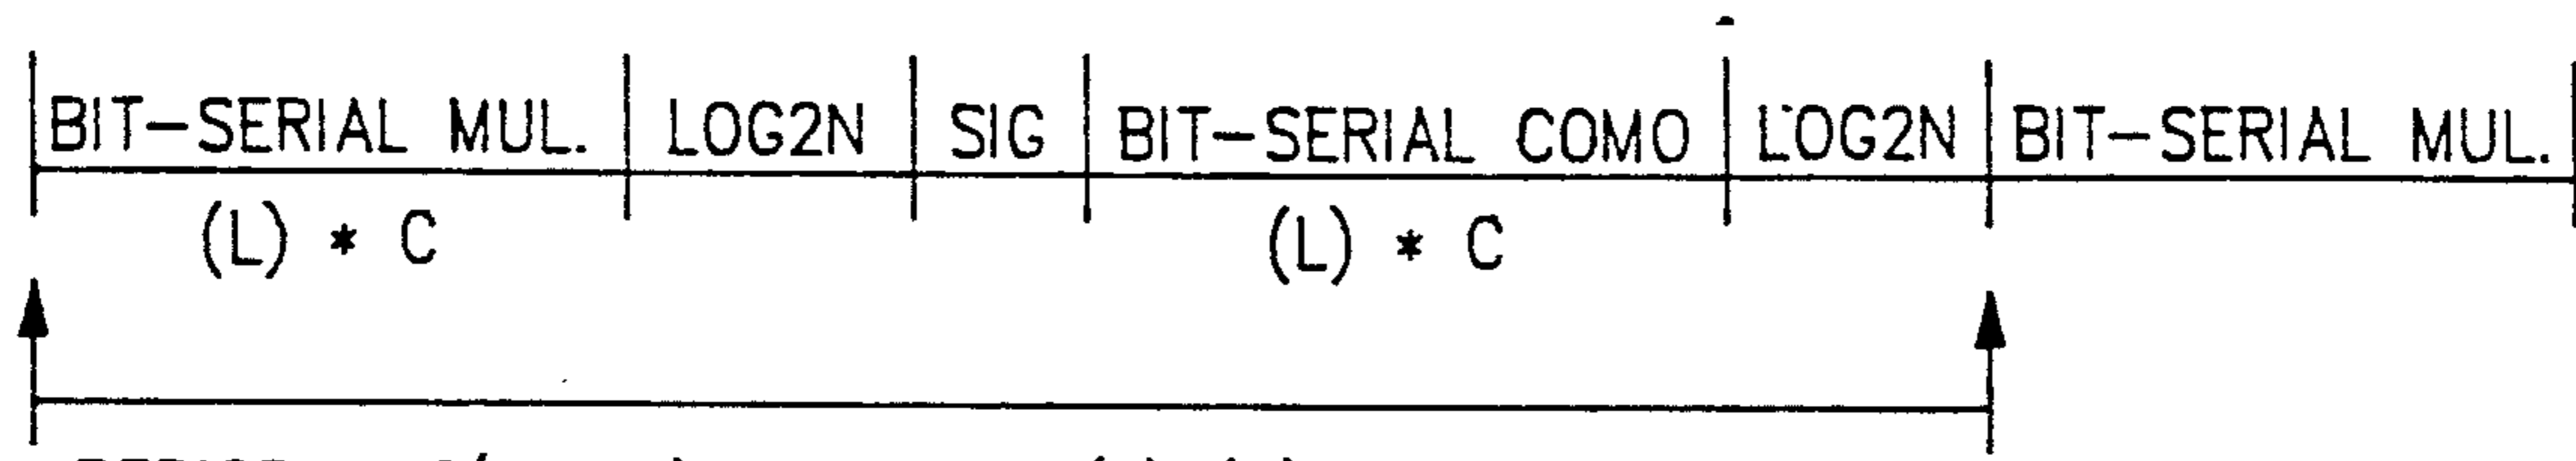 BIT-SERIAL MUL. LOG2N SIG BIT-SERIAL COMO LOG2N BIT-SERIAL MUL.
(L) * C (L) * C